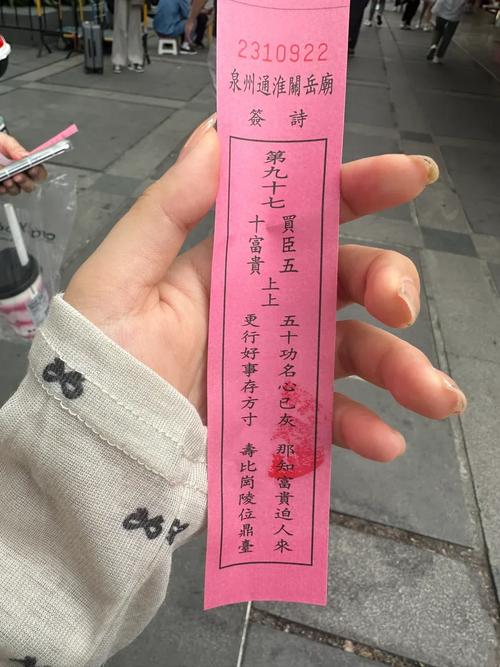 2310922
泉州通淮關岳廟
簽 詩
第九十七
買臣五
十富貴
上上
五十功名心已灰 那知富貴迫人來
更行好事存方寸 壽比崗陵位鼎臺